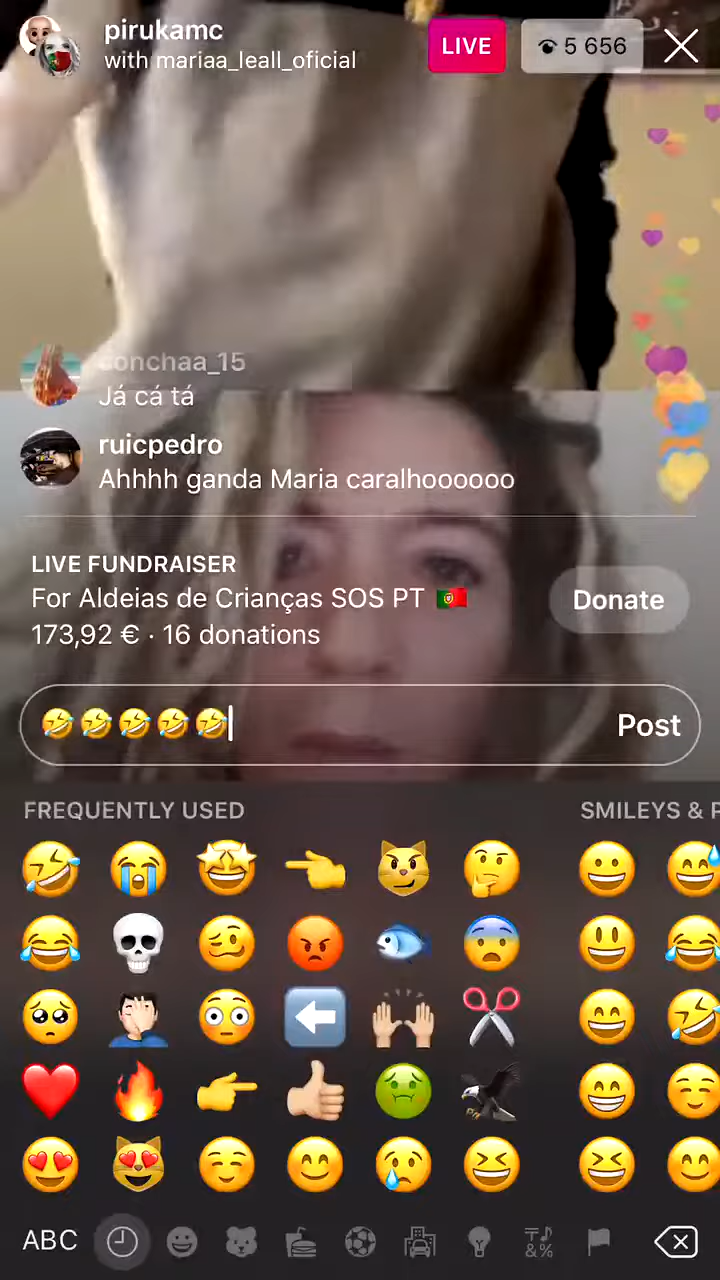 pirukamc
with mariaa_leall_oficial
LIVE
5 656
conchaa_15
Já cá tá
ruicpedro
Ahhhh ganda Maria caralhoooooo
LIVE FUNDRAISER
For Aldeias de Crianças SOS PT 🇵🇹
173,92 € · 16 donations
Donate
🤣🤣🤣🤣🤣
Post
FREQUENTLY USED
SMILEYS & P
ABC